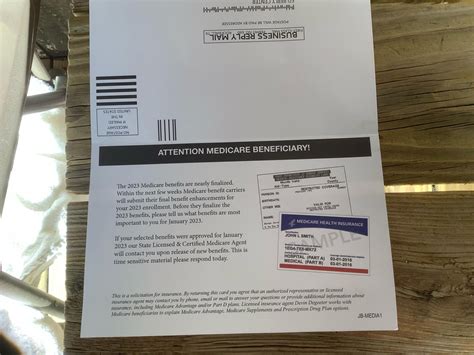 BUSINESS REPLY MAIL
POSTAGE WILL BE PAID BY ADDRESSEE
NO POSTAGE
NECESSARY
IF MAILED
IN THE
UNITED STATES
ATTENTION MEDICARE BENEFICIARY!
The 2023 Medicare benefits are nearly finalized.
Within the next few weeks Medicare benefit carriers
will submit their final benefit enhancements for
your 2023 enrollment. Before they finalize the
2023 benefits, please tell us what benefits are most
important to you for January 2023.
If your selected benefits were approved for January
2023 our State Licensed & Certified Medicare Agent
will contact you upon release of new benefits. This is
time sensitive material please respond today.
MEDICARE HEALTH INSURANCE
JOHN L SMITH
HOSPITAL (PART A) 03-01-2016
MEDICAL (PART B) 03-01-2016
SAMPLE
This is a solicitation for insurance. By returning this card you agree that an authorized representative or licensed
insurance agent may contact you by phone, email or mail to answer your questions or provide additional information about
insurance, including Medicare Advantage and/or Part D plans. Licensed insurance agent Devin Degroter works with
Medicare beneficiaries to explain Medicare Advantage, Medicare Supplements and Prescription Drug Plan options.
JB-MEDIA1